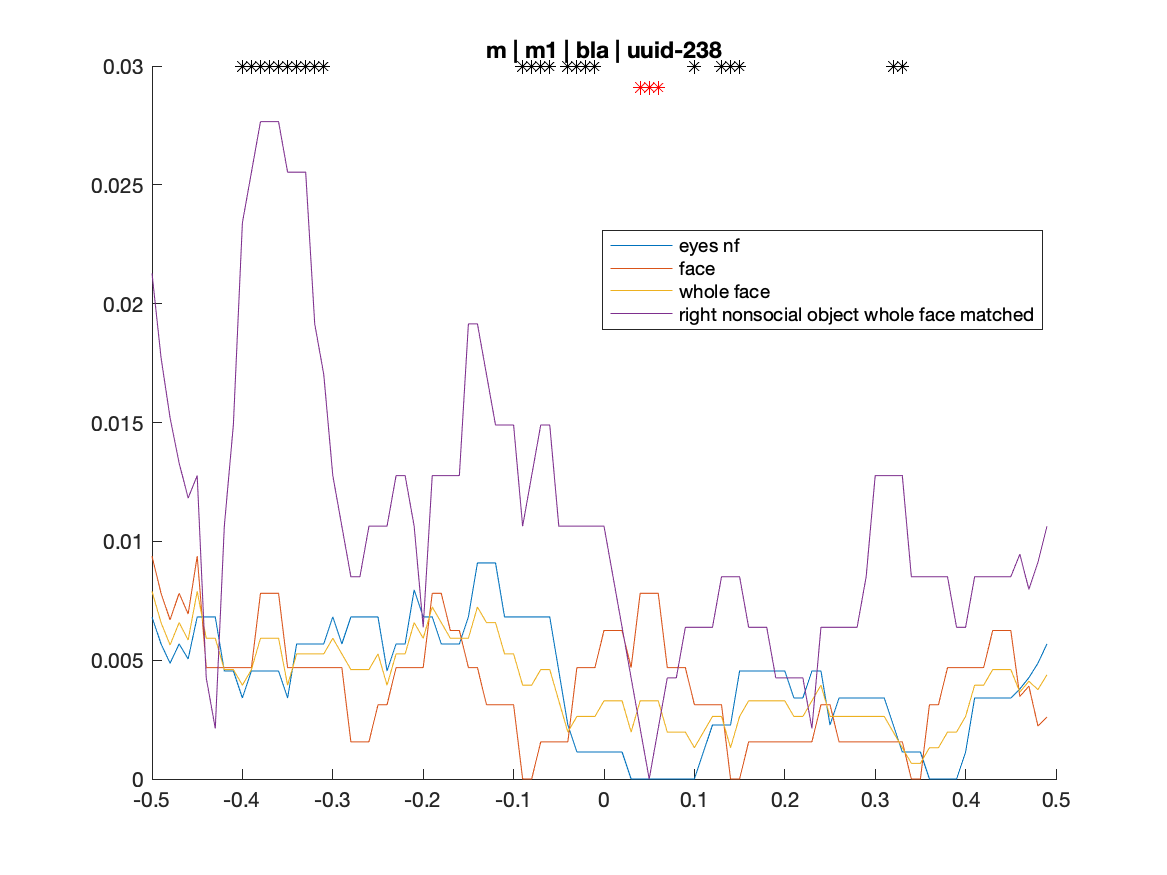 m | m1 | bla | uuid-238
0.03
0.025
0.02
0.015
0.01
0.005
0
eyes nf
face
whole face
right nonsocial object whole face matched
-0.5 -0.4 -0.3 -0.2 -0.1 0 0.1 0.2 0.3 0.4 0.5